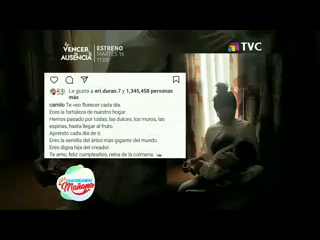 VENCER
la
AUSENCIA
ESTRENO
MARTES 16
TVC
Le gusta a eri.duran.7 y 1,345,458 personas
más
camilo Te veo florecer cada día.
Eres la fortaleza de nuestro hogar.
Hemos pasado por todas, las dulces, los muros, las
espinas, hasta llegar al fruto.
Aprendo cada día de ti.
Eres la semilla del árbol más gigante del mundo.
Eres digna hija del creador.
Te amo, feliz cumpleaños, reina de la colmena.
Mañana